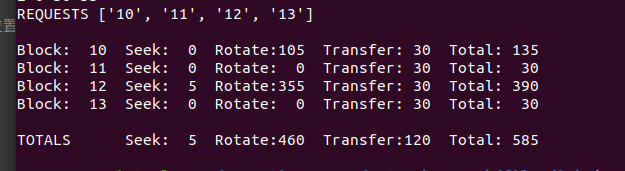 REQUESTS ['10', '11', '12', '13']
位置
Block:  10  Seek:  0  Rotate:105  Transfer: 30  Total: 135
Block:  11  Seek:  0  Rotate:  0  Transfer: 30  Total:  30
Block:  12  Seek:  5  Rotate:355  Transfer: 30  Total: 390
Block:  13  Seek:  0  Rotate:  0  Transfer: 30  Total:  30
TOTALS      Seek:  5  Rotate:460  Transfer:120  Total: 585